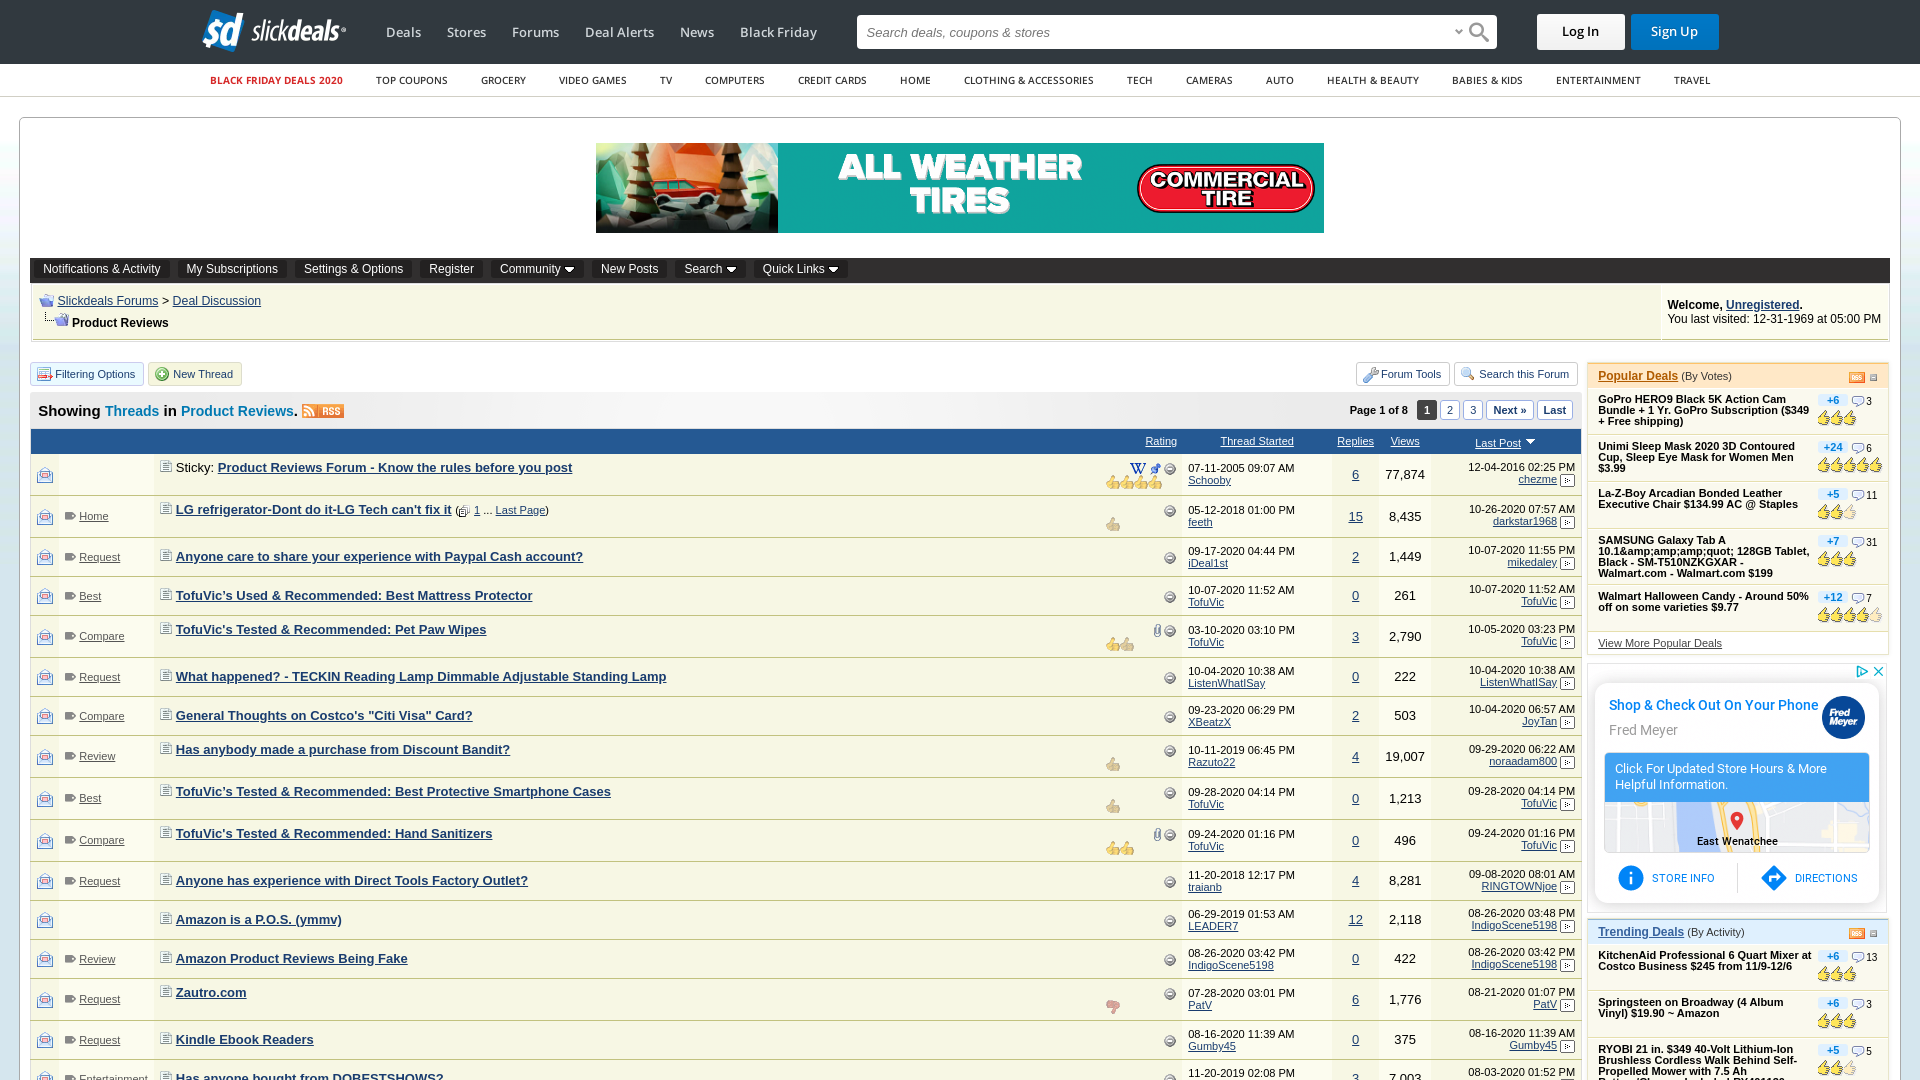 sd slickdeals
Deals
Stores
Forums
Deal Alerts
News
Black Friday
Search deals, coupons & stores
Log In
Sign Up
BLACK FRIDAY DEALS 2020
TOP COUPONS
GROCERY
VIDEO GAMES
TV
COMPUTERS
CREDIT CARDS
HOME
CLOTHING & ACCESSORIES
TECH
CAMERAS
AUTO
HEALTH & BEAUTY
BABIES & KIDS
ENTERTAINMENT
TRAVEL
ALL WEATHER
TIRES
COMMERCIAL
TIRE
Notifications & Activity
My Subscriptions
Settings & Options
Register
Community
New Posts
Search
Quick Links
Slickdeals Forums > Deal Discussion
Product Reviews
Welcome, Unregistered.
You last visited: 12-31-1969 at 05:00 PM
Filtering Options
New Thread
Forum Tools
Search this Forum
Showing Threads in Product Reviews. RSS
Page 1 of 8 1 2 3 Next » Last
Rating Thread Started Replies Views Last Post
Sticky: Product Reviews Forum - Know the rules before you post
07-11-2005 09:07 AM
Schooby
6
77,874
12-04-2016 02:25 PM
chezme
Home
LG refrigerator-Dont do it-LG Tech can't fix it ( 1 ... Last Page)
05-12-2018 01:00 PM
feeth
15
8,435
10-26-2020 07:57 AM
darkstar1968
Request
Anyone care to share your experience with Paypal Cash account?
09-17-2020 04:44 PM
iDeal1st
2
1,449
10-07-2020 11:55 PM
mikedaley
Best
TofuVic’s Used & Recommended: Best Mattress Protector
10-07-2020 11:52 AM
TofuVic
0
261
10-07-2020 11:52 AM
TofuVic
Compare
TofuVic's Tested & Recommended: Pet Paw Wipes
03-10-2020 03:10 PM
TofuVic
3
2,790
10-05-2020 03:23 PM
TofuVic
Request
What happened? - TECKIN Reading Lamp Dimmable Adjustable Standing Lamp
10-04-2020 10:38 AM
ListenWhatISay
0
222
10-04-2020 10:38 AM
ListenWhatISay
Compare
General Thoughts on Costco's "Citi Visa" Card?
09-23-2020 06:29 PM
XBeatzX
2
503
10-04-2020 06:57 AM
JoyTan
Review
Has anybody made a purchase from Discount Bandit?
10-11-2019 06:45 PM
Razuto22
4
19,007
09-29-2020 06:22 AM
noraadam800
Best
TofuVic’s Tested & Recommended: Best Protective Smartphone Cases
09-28-2020 04:14 PM
TofuVic
0
1,213
09-28-2020 04:14 PM
TofuVic
Compare
TofuVic's Tested & Recommended: Hand Sanitizers
09-24-2020 01:16 PM
TofuVic
0
496
09-24-2020 01:16 PM
TofuVic
Request
Anyone has experience with Direct Tools Factory Outlet?
11-20-2018 12:17 PM
traianb
4
8,281
09-08-2020 08:01 AM
RINGTOWNjoe
Amazon is a P.O.S. (ymmv)
06-29-2019 01:53 AM
LEADER7
12
2,118
08-26-2020 03:48 PM
IndigoScene5198
Review
Amazon Product Reviews Being Fake
08-26-2020 03:42 PM
IndigoScene5198
0
422
08-26-2020 03:42 PM
IndigoScene5198
Request
Zautro.com
07-28-2020 03:01 PM
PatV
6
1,776
08-21-2020 01:07 PM
PatV
Request
Kindle Ebook Readers
08-16-2020 11:39 AM
Gumby45
0
375
08-16-2020 11:39 AM
Gumby45
Entertainment
Has anyone bought from DOBESTSHOWS?
11-20-2019 02:08 PM
3
7,003
08-03-2020 01:52 PM
Popular Deals (By Votes)
GoPro HERO9 Black 5K Action Cam
Bundle + 1 Yr. GoPro Subscription ($349
+ Free shipping)
+6 3
Unimi Sleep Mask 2020 3D Contoured
Cup, Sleep Eye Mask for Women Men
$3.99
+24 6
La-Z-Boy Arcadian Bonded Leather
Executive Chair $134.99 AC @ Staples
+5 11
SAMSUNG Galaxy Tab A
10.1&amp;amp;amp;quot; 128GB Tablet,
Black - SM-T510NZKGXAR -
Walmart.com - Walmart.com $199
+7 31
Walmart Halloween Candy - Around 50%
off on some varieties $9.77
+12 7
View More Popular Deals
Shop & Check Out On Your Phone
Fred Meyer
Fred
Meyer
Click For Updated Store Hours & More
Helpful Information.
East Wenatchee
STORE INFO
DIRECTIONS
Trending Deals (By Activity)
KitchenAid Professional 6 Quart Mixer at
Costco Business $245 from 11/9-12/6
+6 13
Springsteen on Broadway (4 Album
Vinyl) $19.90 ~ Amazon
+6 3
RYOBI 21 in. $349 40-Volt Lithium-Ion
Brushless Cordless Walk Behind Self-
Propelled Mower with 7.5 Ah
+5 5